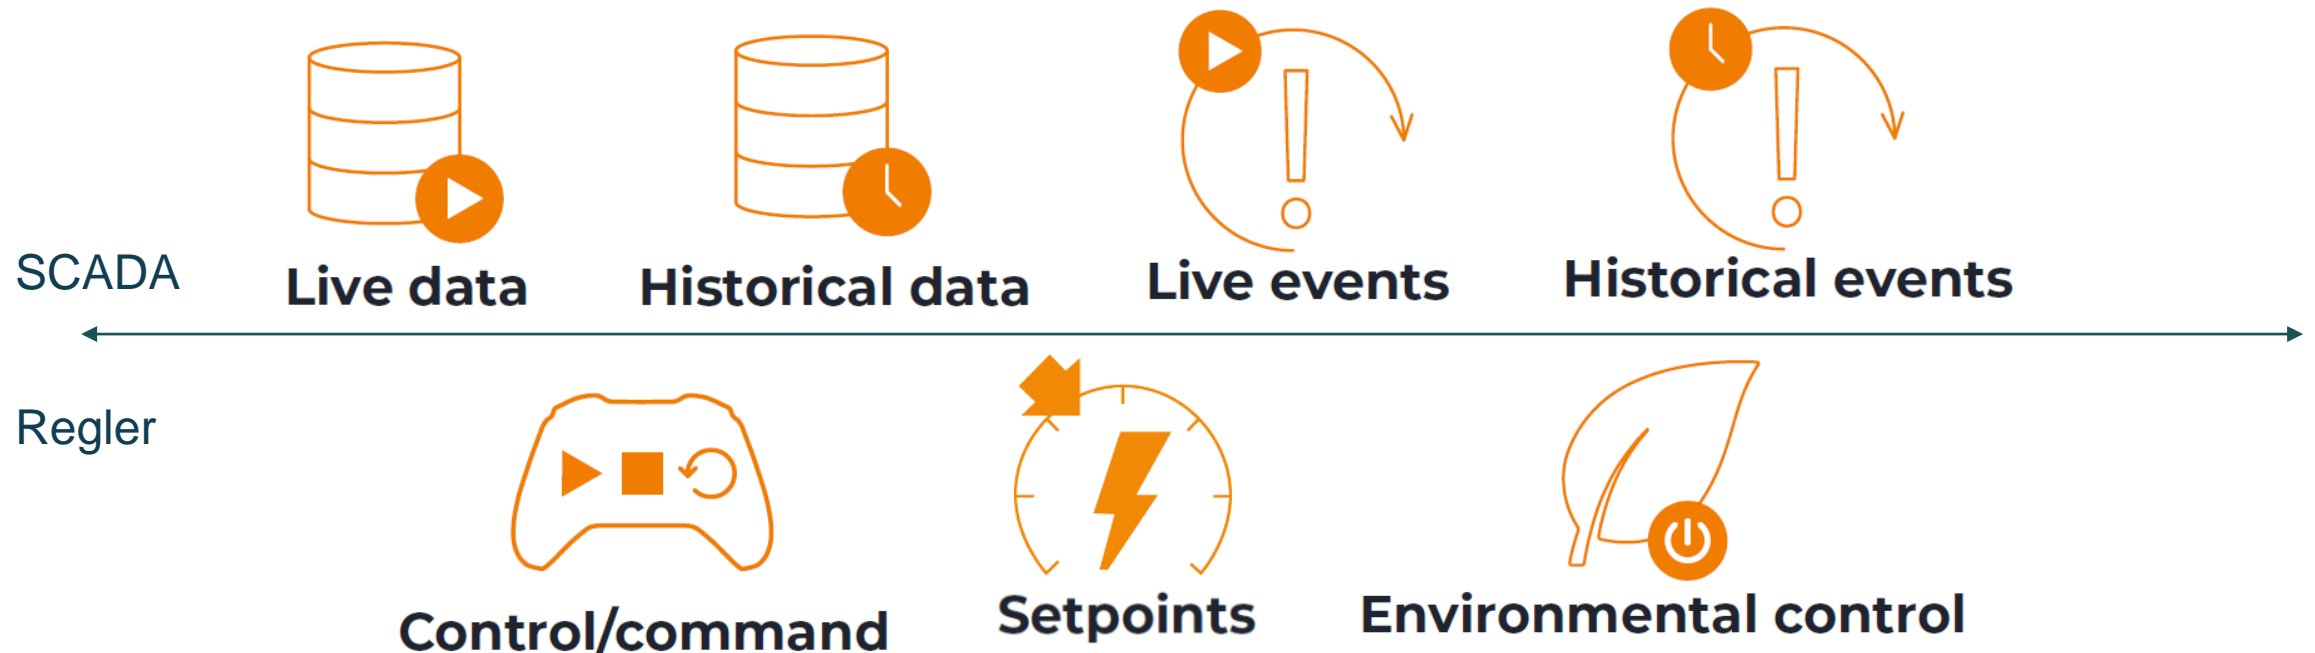 SCADA
Live data
Historical data
Live events
Historical events
Regler
Control/command
Setpoints
Environmental control